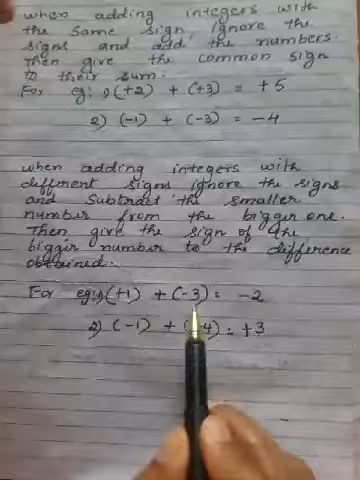 when adding integers with
the same sign ignore the
signs and add the numbers.
Then give the common sign
to their sum.
For eg:, 1) (+2) + (+3) = +5
2) (-1) + (-3) = -4
when adding integers with
different signs ignore the signs
and subtract the smaller
number from the bigger one.
Then give the sign of the
bigger number to the difference
obtained.
For eg: 1) (+1) + (-3) = -2
2) (-1) + 4) = +3